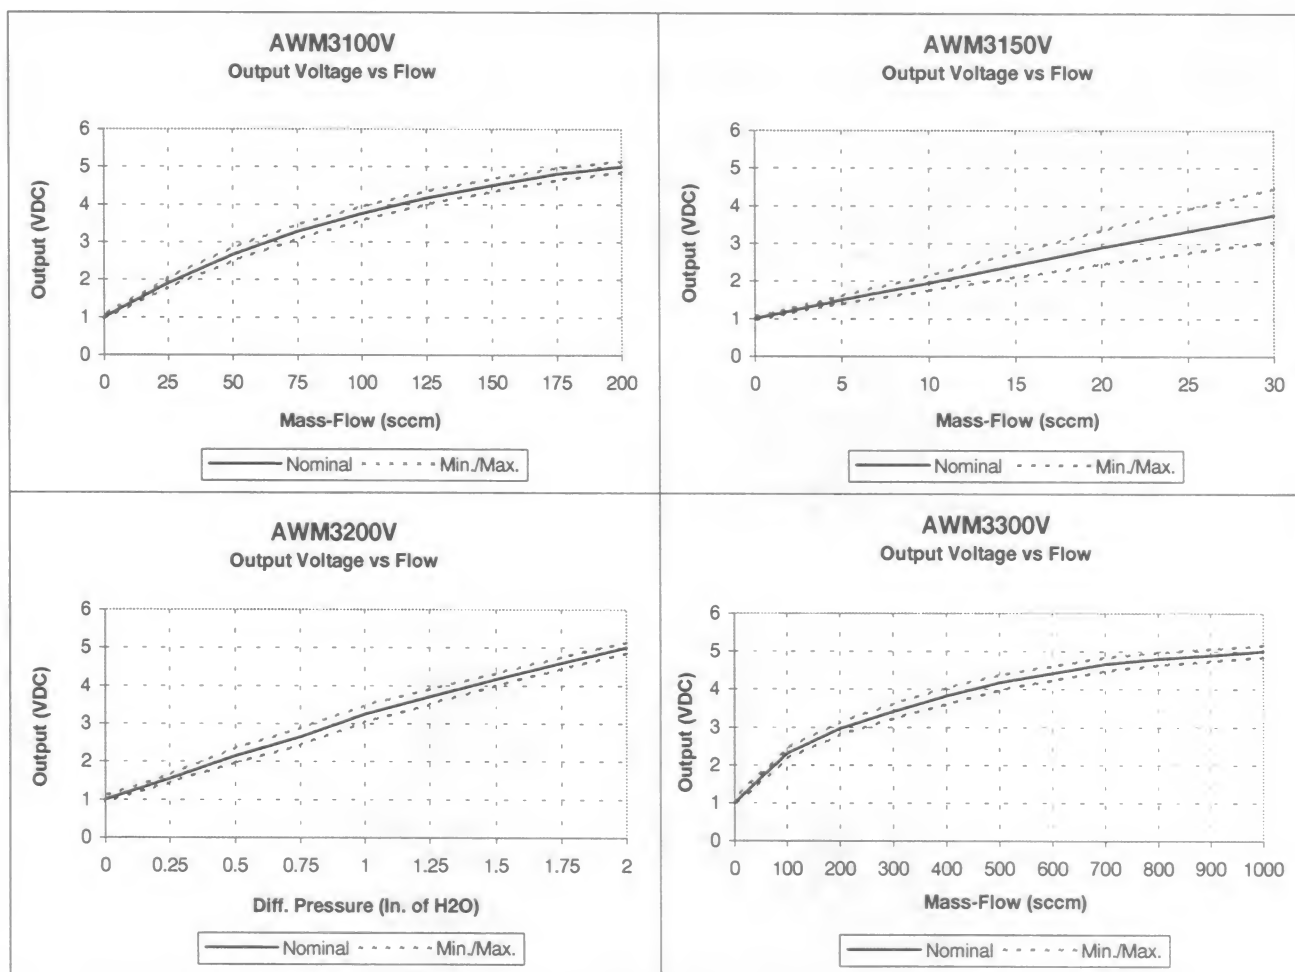 AWM3100V
Output Voltage vs Flow
6
5
4
3
2
1
0
Output (VDC)
0 25 50 75 100 125 150 175 200
Mass-Flow (sccm)
Nominal Min./Max.
AWM3150V
Output Voltage vs Flow
6
5
4
3
2
1
0
Output (VDC)
0 5 10 15 20 25 30
Mass-Flow (sccm)
Nominal Min./Max.
AWM3200V
Output Voltage vs Flow
6
5
4
3
2
1
0
Output (VDC)
0 0.25 0.5 0.75 1 1.25 1.5 1.75 2
Diff. Pressure (In. of H2O)
Nominal Min./Max.
AWM3300V
Output Voltage vs Flow
6
5
4
3
2
1
0
Output (VDC)
0 100 200 300 400 500 600 700 800 900 1000
Mass-Flow (sccm)
Nominal Min./Max.